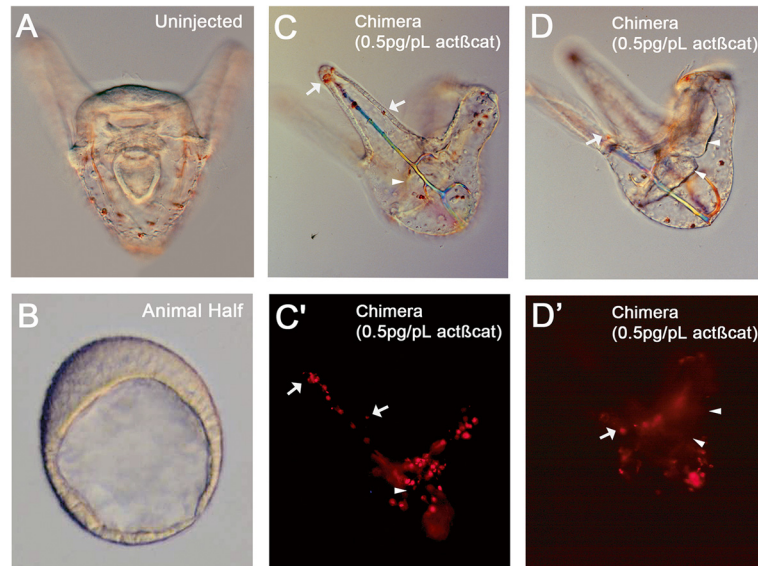 A
Uninjected
C
Chimera
(0.5pg/pL actßcat)
D
Chimera
(0.5pg/pL actßcat)
B
Animal Half
C'
Chimera
(0.5pg/pL actßcat)
D’
Chimera
(0.5pg/pL actßcat)